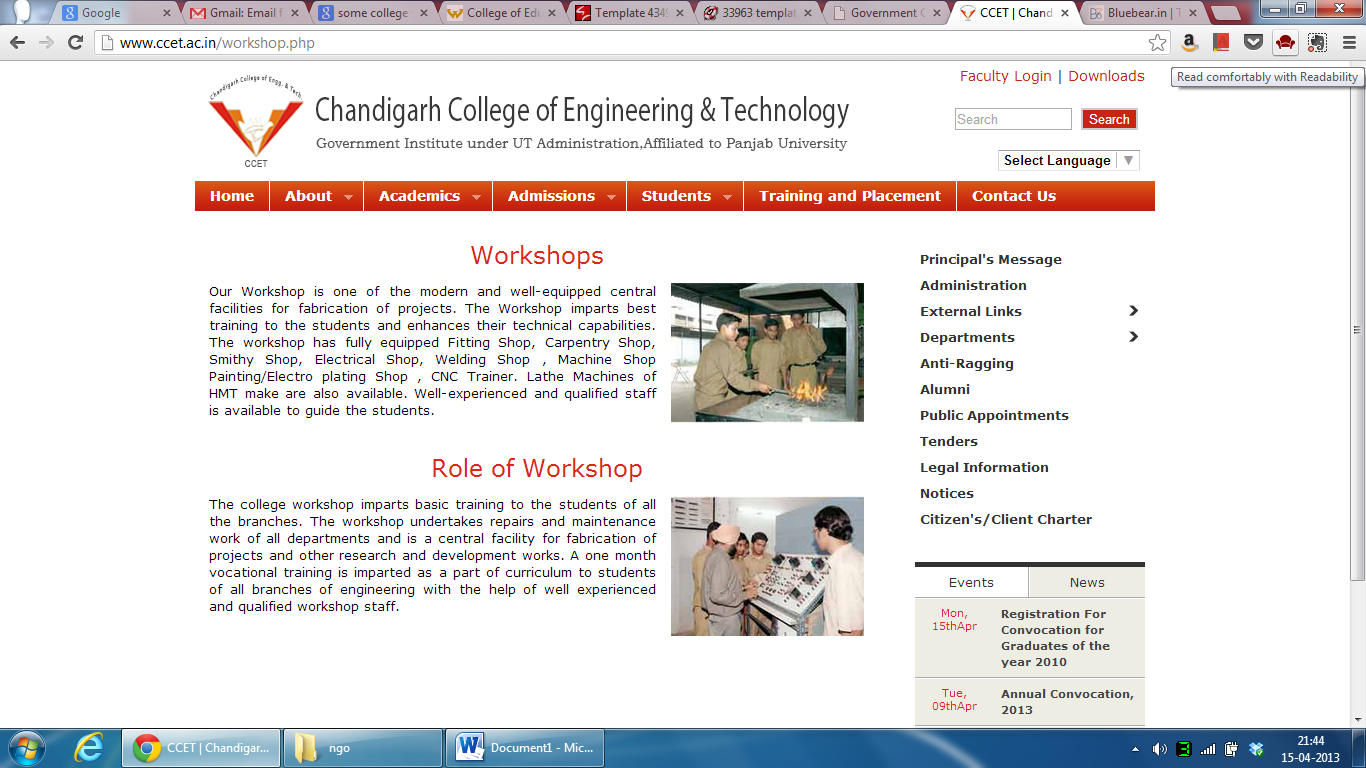 Google
Gmail: Email f
some college
College of Edu
Template 4349
33963 templat
Government C
CCET | Chand
Bluebear.in | T
www.ccet.ac.in/workshop.php
Read comfortably with Readability
Faculty Login | Downloads
Chandigarh College of Engg. & Tech
CCET
Chandigarh College of Engineering & Technology
Government Institute under UT Administration,Affiliated to Panjab University
Search
Search
Select Language
Home
About
Academics
Admissions
Students
Training and Placement
Contact Us
Workshops
Our Workshop is one of the modern and well-equipped central
facilities for fabrication of projects. The Workshop imparts best
training to the students and enhances their technical capabilities.
The workshop has fully equipped Fitting Shop, Carpentry Shop,
Smithy Shop, Electrical Shop, Welding Shop , Machine Shop
Painting/Electro plating Shop , CNC Trainer. Lathe Machines of
HMT make are also available. Well-experienced and qualified staff
is available to guide the students.
Role of Workshop
The college workshop imparts basic training to the students of all
the branches. The workshop undertakes repairs and maintenance
work of all departments and is a central facility for fabrication of
projects and other research and development works. A one month
vocational training is imparted as a part of curriculum to students
of all branches of engineering with the help of well experienced
and qualified workshop staff.
Principal's Message
Administration
External Links
Departments
Anti-Ragging
Alumni
Public Appointments
Tenders
Legal Information
Notices
Citizen's/Client Charter
Events
News
Mon,
15thApr
Registration For
Convocation for
Graduates of the
year 2010
Tue,
09thApr
Annual Convocation,
2013
CCET | Chandigar...
ngo
Document1 - Mic...
3
21:44
15-04-2013